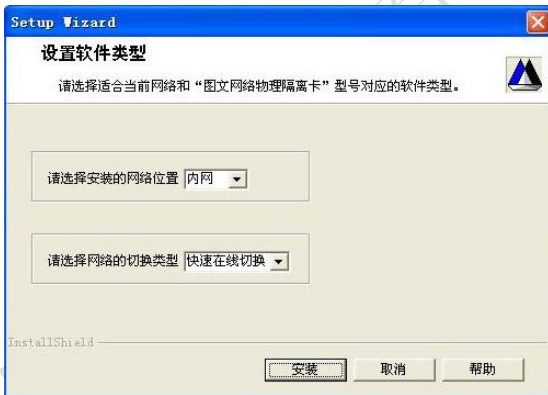 Setup Wizard
设置软件类型
请选择适合当前网络和“图文网络物理隔离卡”型号对应的软件类型。
请选择安装的网络位置 内网
请选择网络的切换类型 快速在线切换
InstallShield
安装 取消 帮助